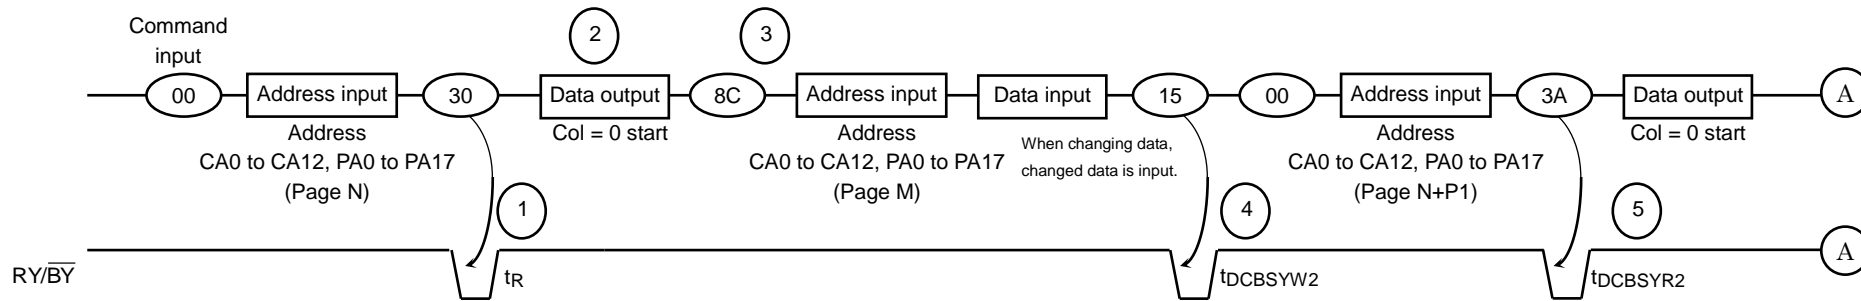 Command
input
2
3
00
Address input
30
Data output
8C
Address input
Data input
15
00
Address input
3A
Data output
A
Address
CA0 to CA12, PA0 to PA17
(Page N)
Col = 0 start
Address
CA0 to CA12, PA0 to PA17
(Page M)
When changing data,
changed data is input.
Address
CA0 to CA12, PA0 to PA17
(Page N+P1)
Col = 0 start
1
4
5
RY/BY
tR
tDCBSYW2
tDCBSYR2
A